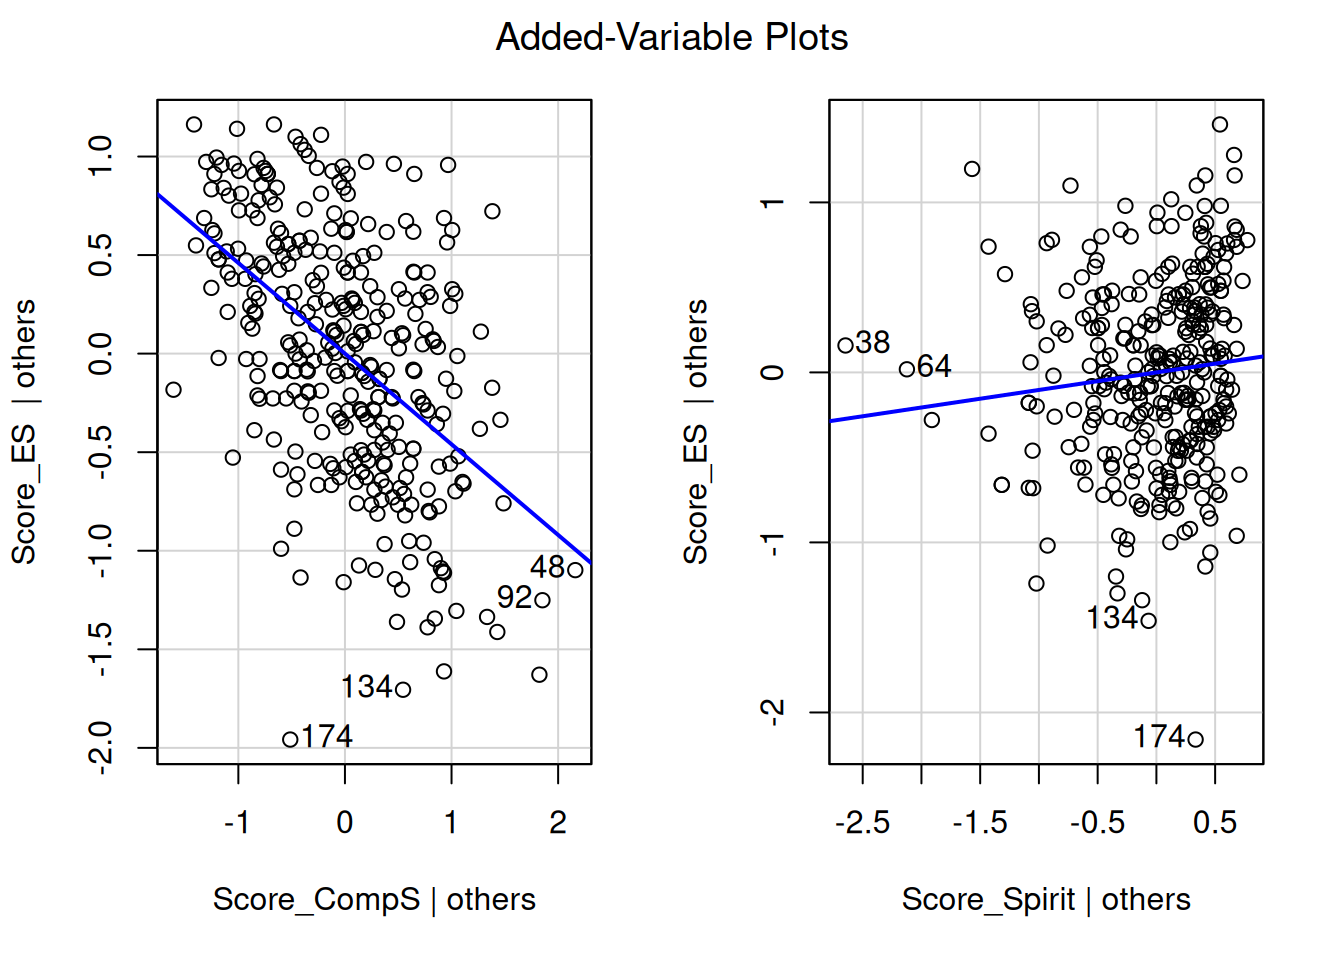 Added-Variable Plots
Score_ES | others
1.0
0.5
0.0
-0.5
-1.0
-1.5
-2.0
48
92
134
174
-1 0 1 2
Score_CompS | others
Score_ES | others
1
0
-1
-2
38
64
134
174
-2.5 -1.5 -0.5 0.5
Score_Spirit | others